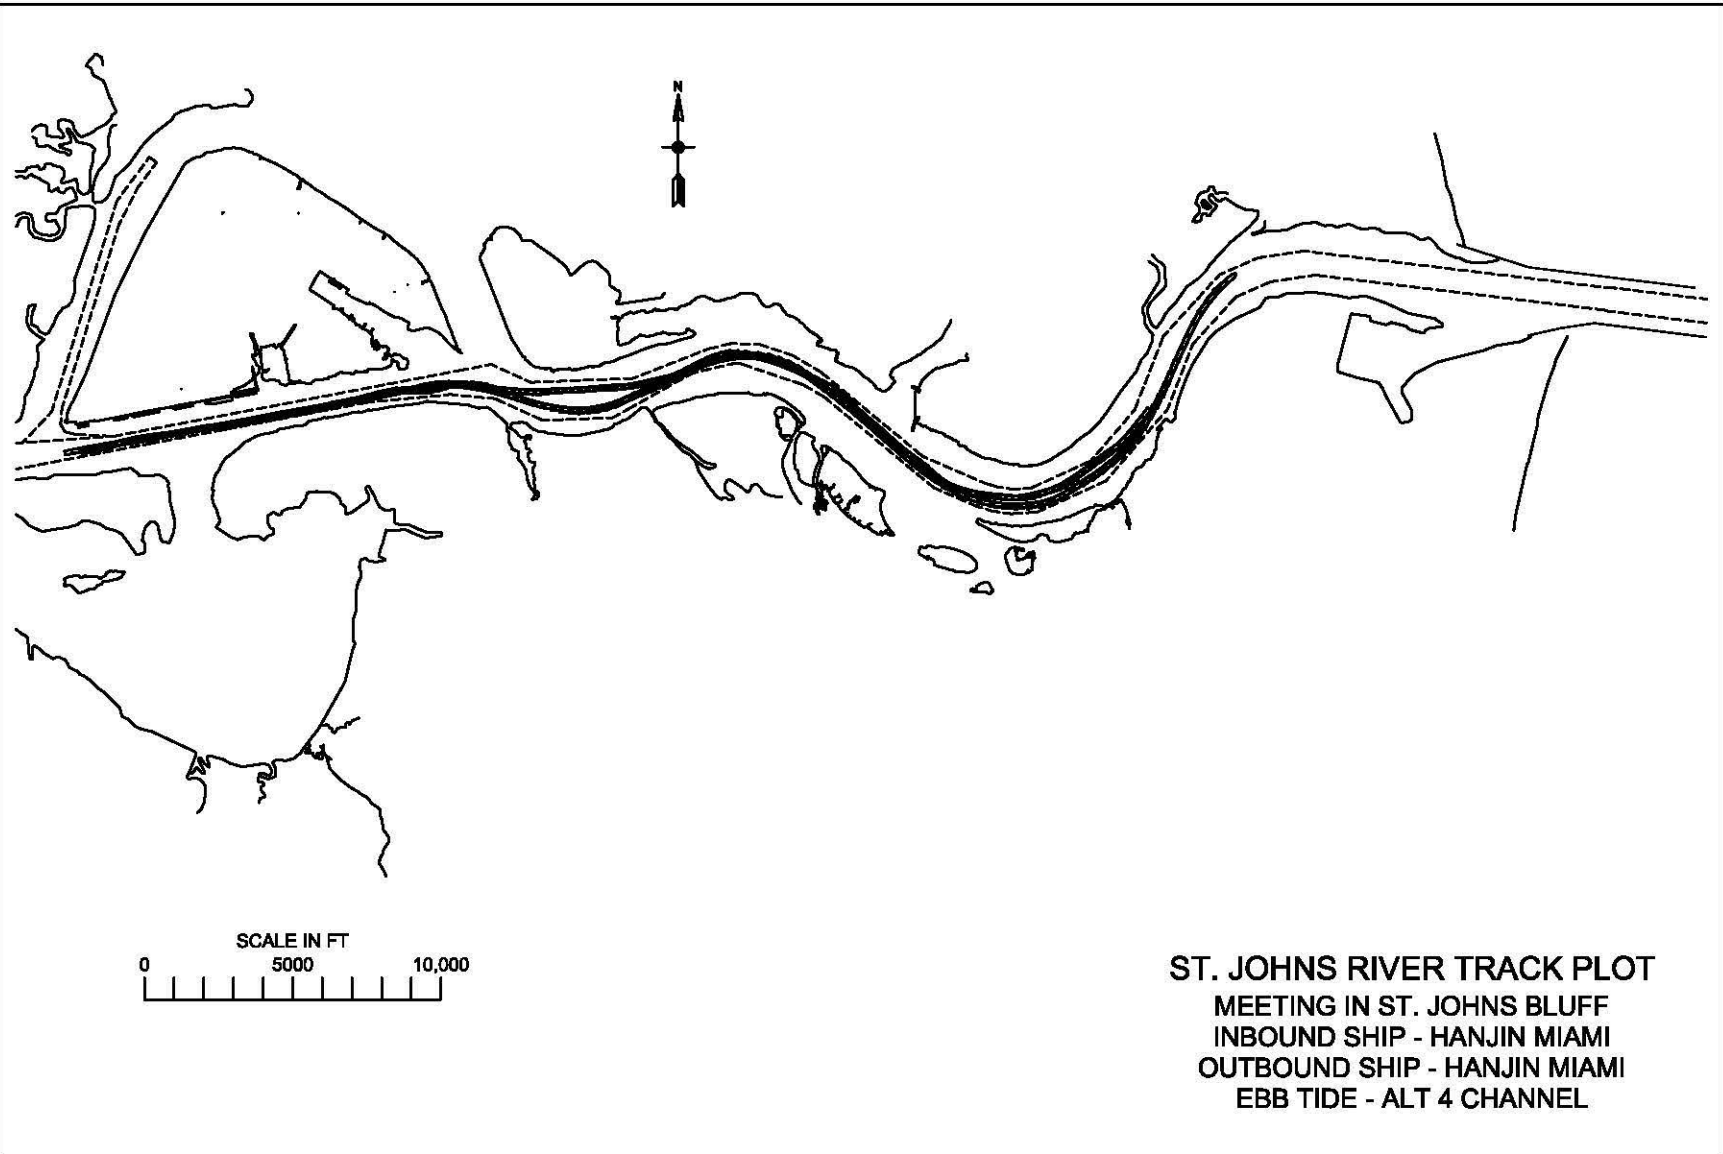 N
SCALE IN FT
0 5000 10,000
ST. JOHNS RIVER TRACK PLOT
MEETING IN ST. JOHNS BLUFF
INBOUND SHIP - HANJIN MIAMI
OUTBOUND SHIP - HANJIN MIAMI
EBB TIDE - ALT 4 CHANNEL